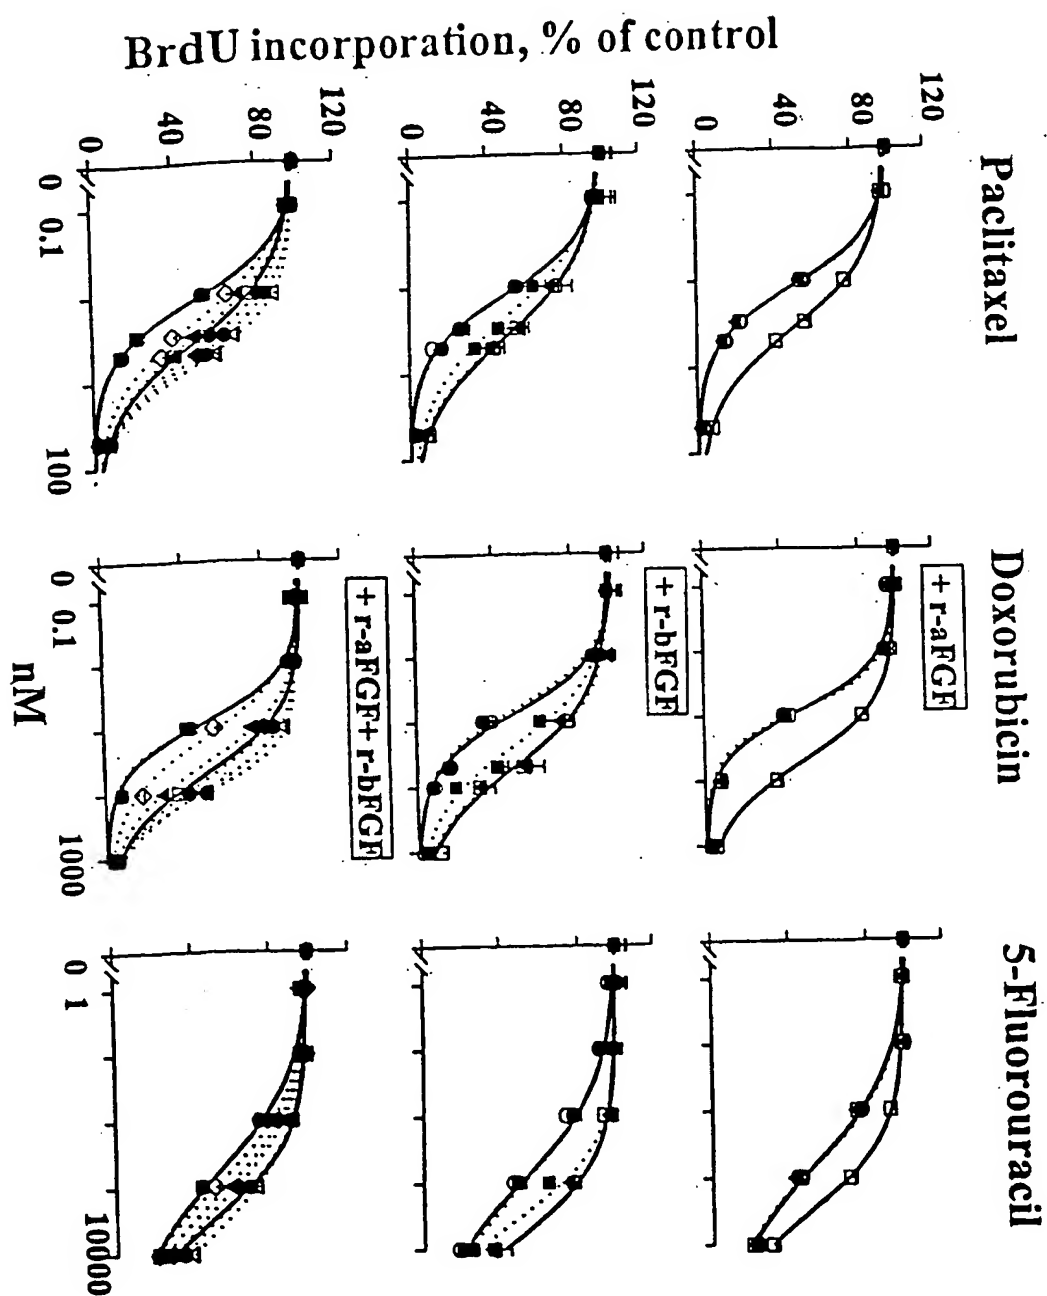 Paclitaxel
Doxorubicin
5-Fluorouracil
BrdU incorporation, % of control
120
80
40
0
+ r-aFGF
120
80
40
0
+ r-bFGF
120
80
40
0
+ r-aFGF+ r-bFGF
0 0.1 100
0 0.1 1000
0 1 10000
nM